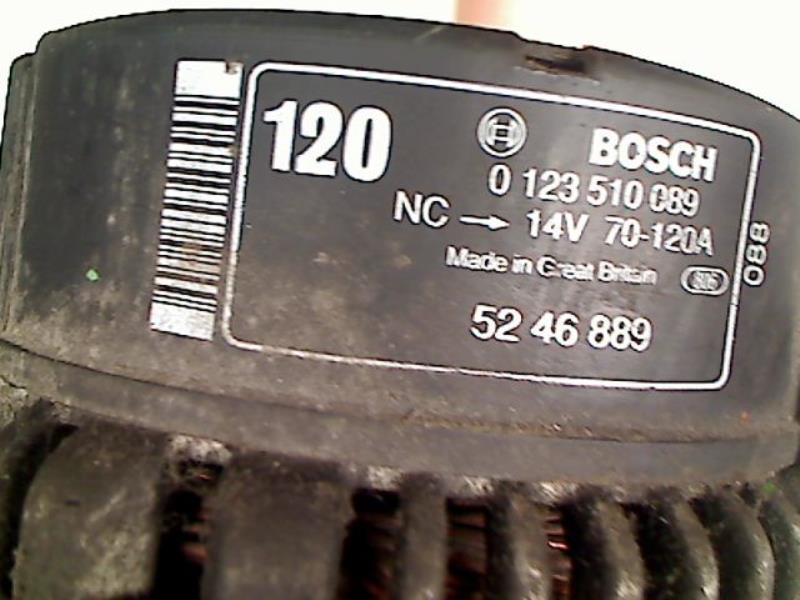 120
BOSCH
0 123 510 089
NC → 14V 70-120A
Made in Great Britain
52 46 889
088